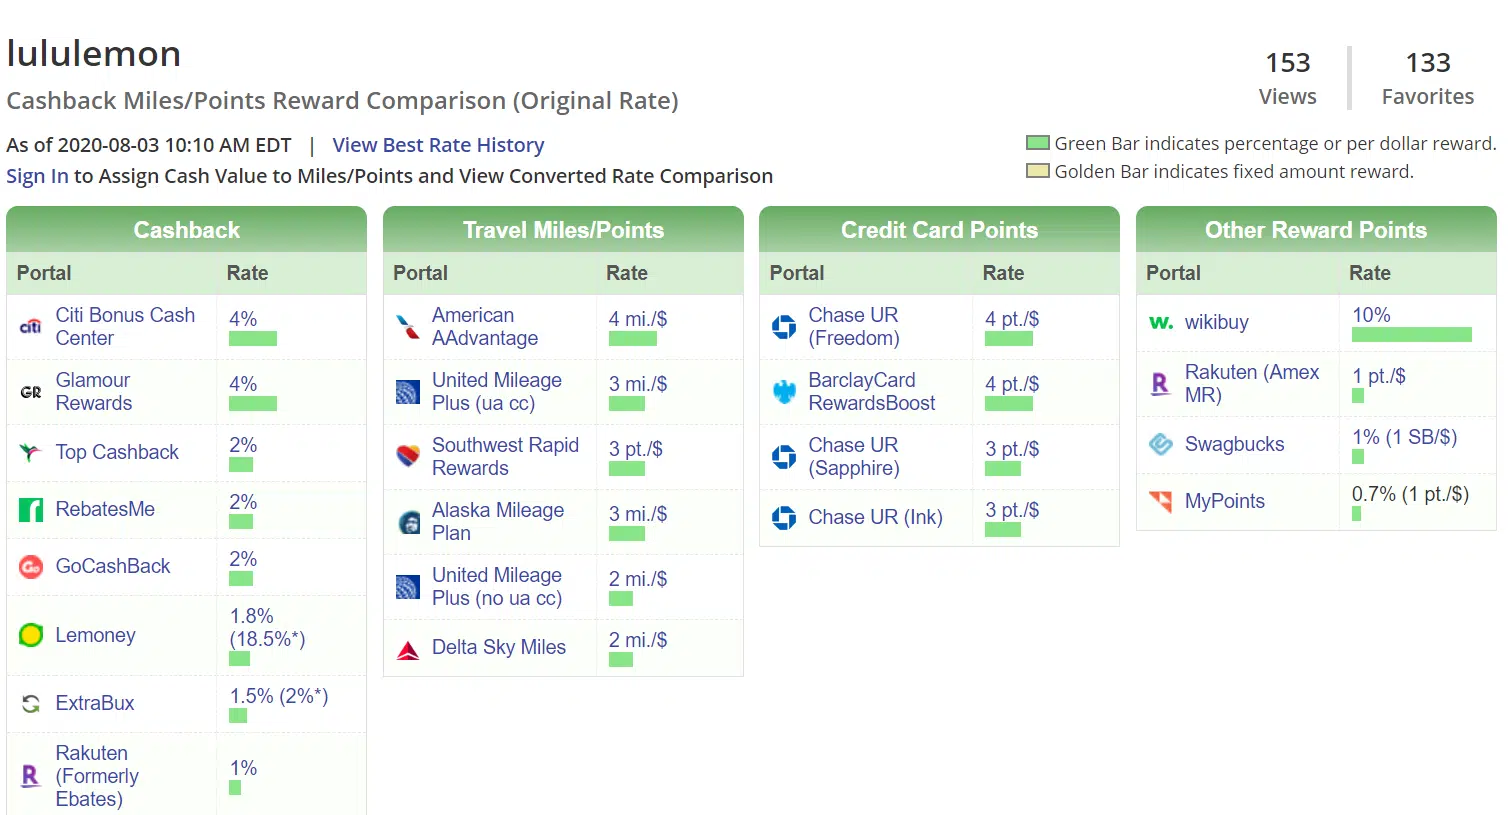 lululemon
153
133
Views
Favorites
Cashback Miles/Points Reward Comparison (Original Rate)
As of 2020-08-03 10:10 AM EDT | View Best Rate History
Sign In to Assign Cash Value to Miles/Points and View Converted Rate Comparison
Green Bar indicates percentage or per dollar reward.
Golden Bar indicates fixed amount reward.
Cashback
Portal Rate
citi
Citi Bonus Cash
Center
4%
GR
Glamour
Rewards
4%
Top Cashback
2%
RebatesMe
2%
Go
GoCashBack
2%
Lemoney
1.8%
(18.5%*)
ExtraBux
1.5% (2%*)
R
Rakuten
(Formerly
Ebates)
1%
Travel Miles/Points
Portal Rate
American
AAdvantage
4 mi./$
United Mileage
Plus (ua cc)
3 mi./$
Southwest Rapid
Rewards
3 pt./$
Alaska Mileage
Plan
3 mi./$
United Mileage
Plus (no ua cc)
2 mi./$
Delta Sky Miles
2 mi./$
Credit Card Points
Portal Rate
Chase UR
(Freedom)
4 pt./$
BarclayCard
RewardsBoost
4 pt./$
Chase UR
(Sapphire)
3 pt./$
Chase UR (Ink)
3 pt./$
Other Reward Points
Portal Rate
w.
wikibuy
10%
R
Rakuten (Amex
MR)
1 pt./$
Swagbucks
1% (1 SB/$)
MyPoints
0.7% (1 pt./$)